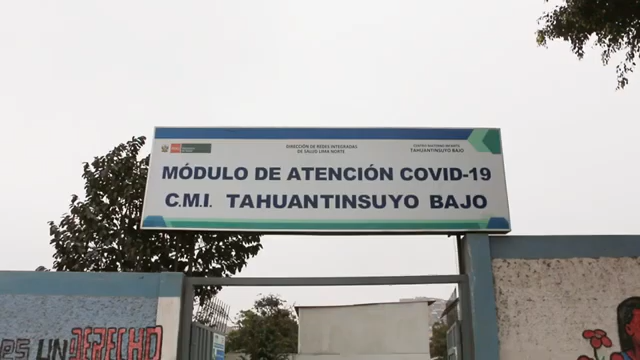 DIRECCIÓN DE REDES INTEGRADAS
DE SALUD LIMA NORTE
CENTRO MATERNO INFANTIL
TAHUANTINSUYO BAJO
MÓDULO DE ATENCIÓN COVID-19
C.M.I. TAHUANTINSUYO BAJO
UN DERECHO